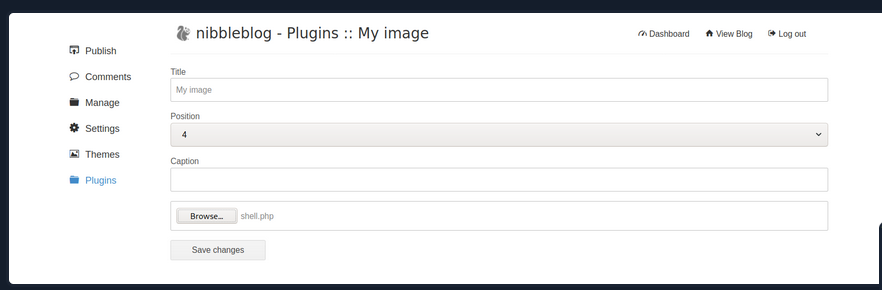 nibbleblog - Plugins :: My image
Dashboard
View Blog
Log out
Publish
Comments
Manage
Settings
Themes
Plugins
Title
My image
Position
4
Caption
Browse... shell.php
Save changes